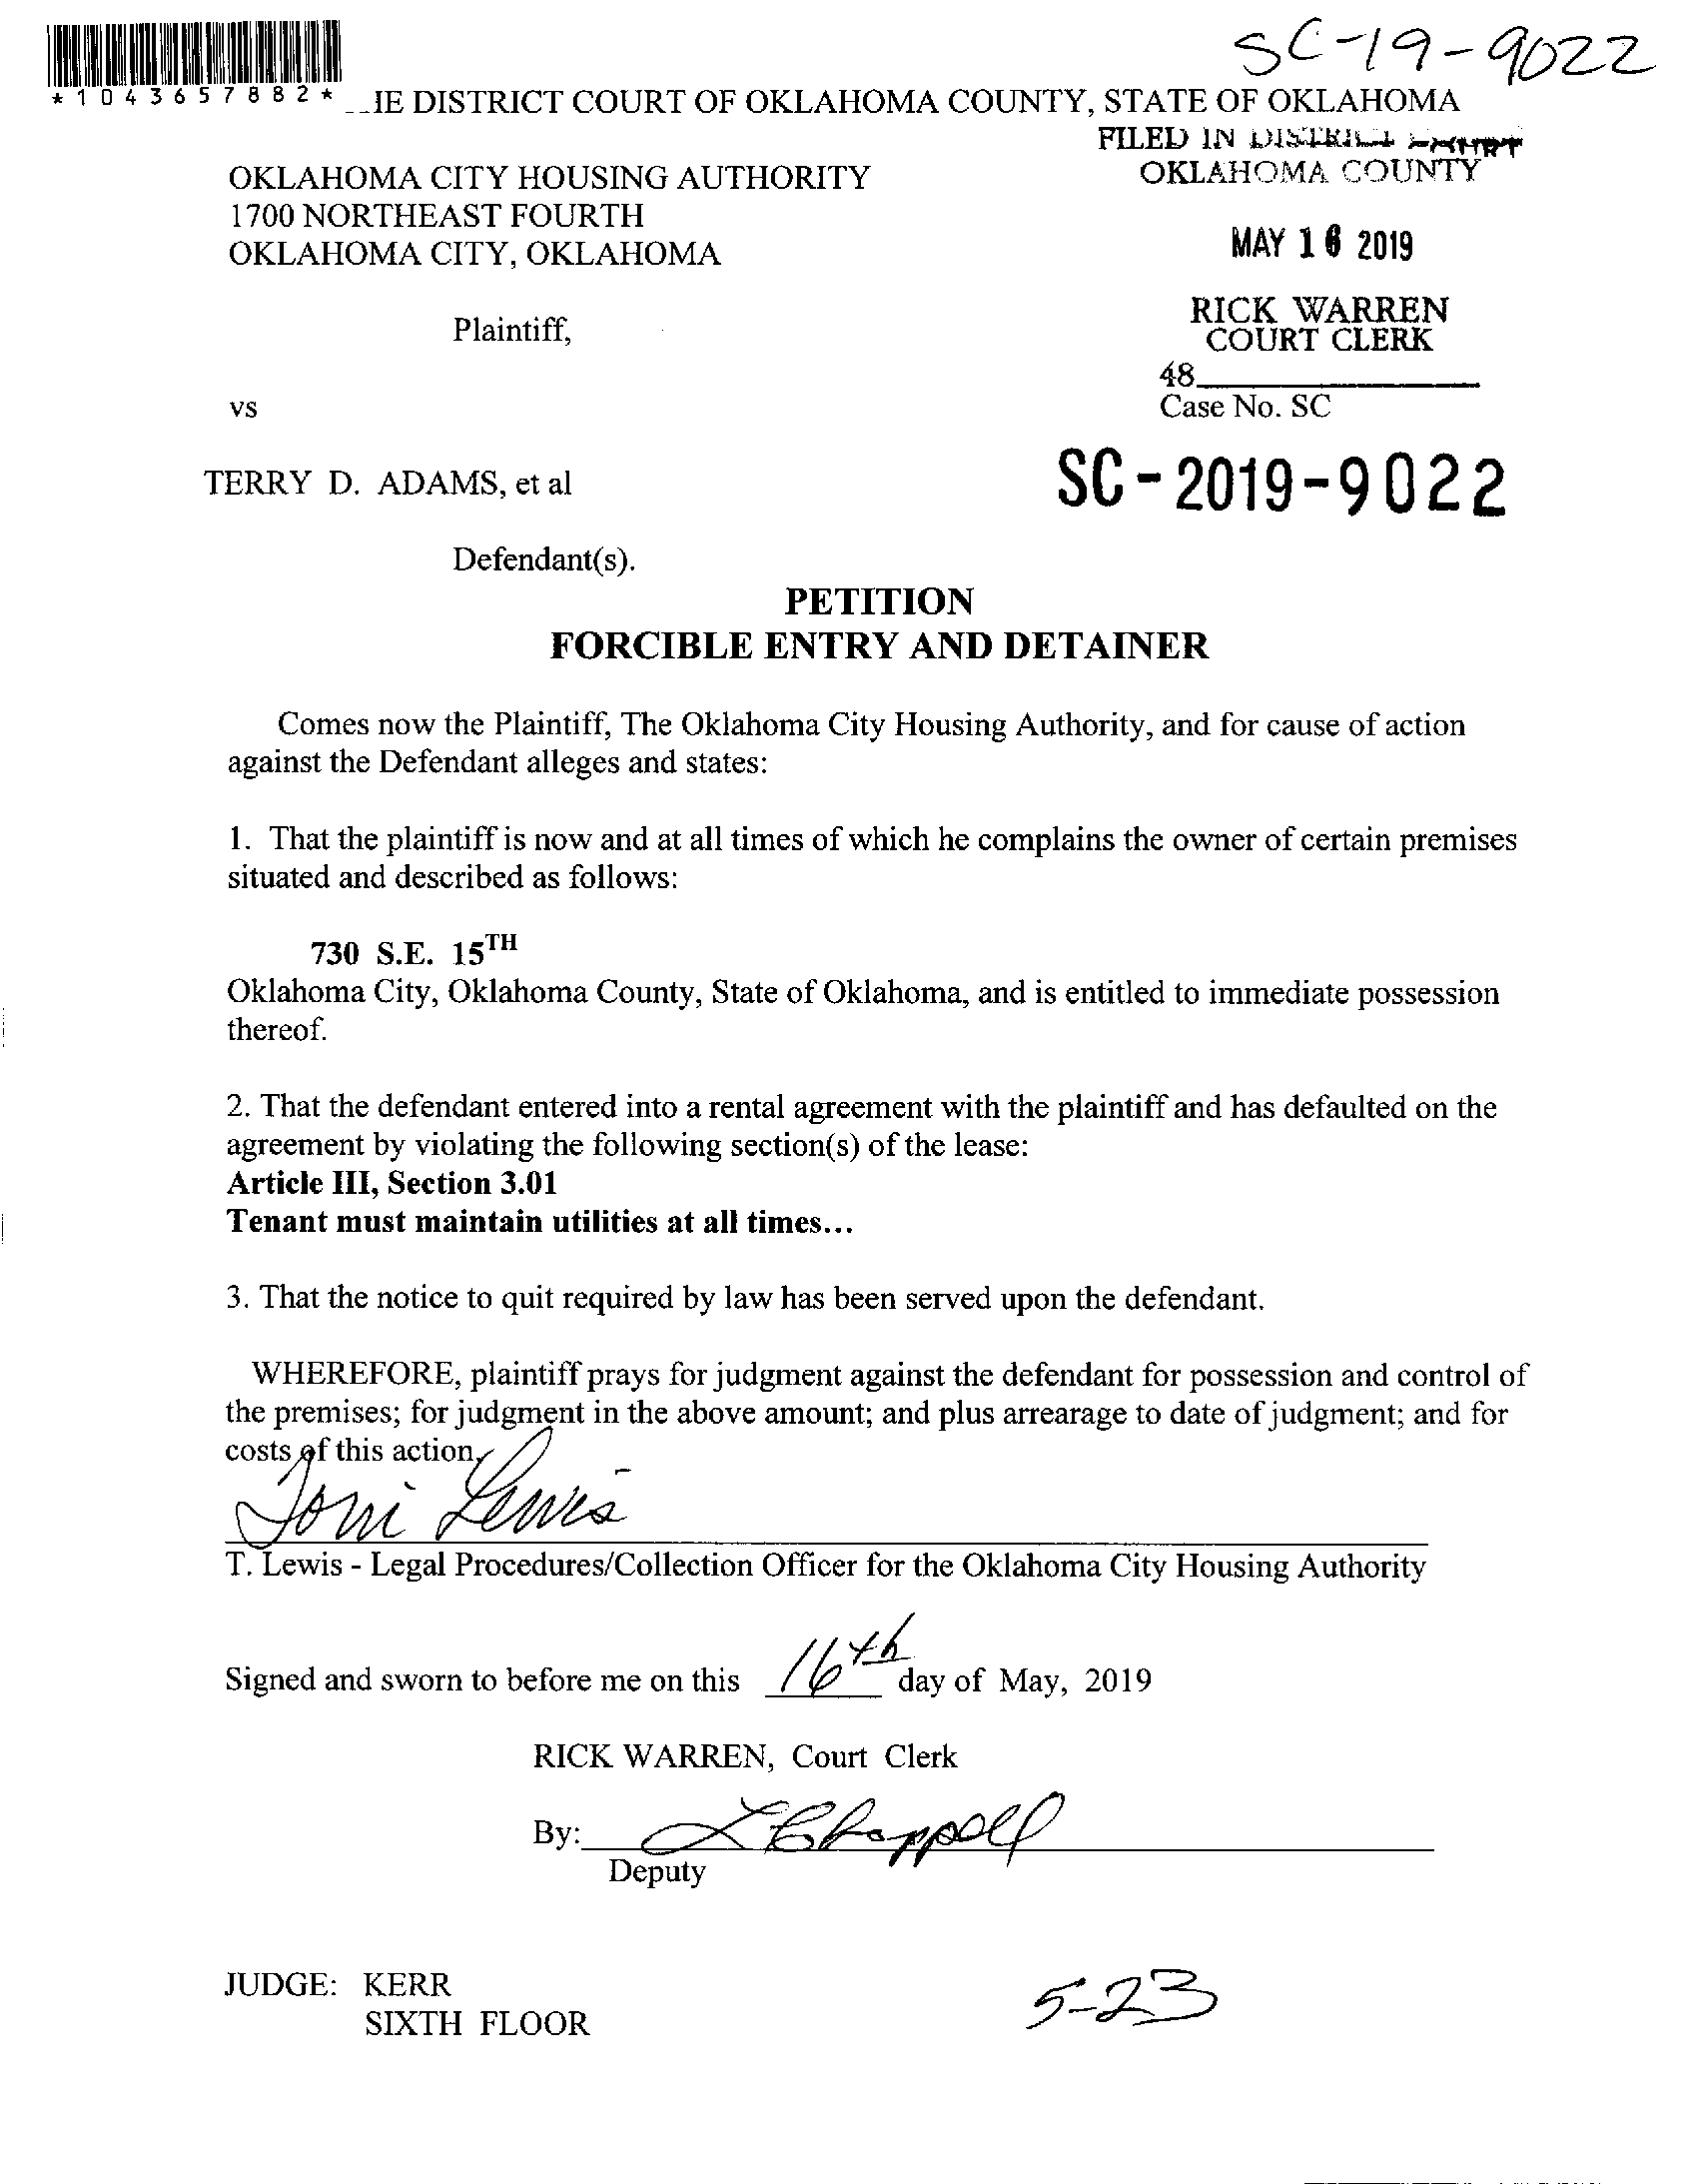 SC-19-9022
*1043657882*
IE DISTRICT COURT OF OKLAHOMA COUNTY, STATE OF OKLAHOMA
FILED IN DISTRICT COURT
OKLAHOMA CITY HOUSING AUTHORITY
OKLAHOMA COUNTY
1700 NORTHEAST FOURTH
OKLAHOMA CITY, OKLAHOMA
MAY 16 2019
RICK WARREN
COURT CLERK
Plaintiff,
48
vs
Case No. SC
TERRY D. ADAMS, et al
SC-2019-9022
Defendant(s).
PETITION
FORCIBLE ENTRY AND DETAINER
Comes now the Plaintiff, The Oklahoma City Housing Authority, and for cause of action
against the Defendant alleges and states:
1. That the plaintiff is now and at all times of which he complains the owner of certain premises
situated and described as follows:
730 S.E. 15TH
Oklahoma City, Oklahoma County, State of Oklahoma, and is entitled to immediate possession
thereof.
2. That the defendant entered into a rental agreement with the plaintiff and has defaulted on the
agreement by violating the following section(s) of the lease:
Article III, Section 3.01
Tenant must maintain utilities at all times...
3. That the notice to quit required by law has been served upon the defendant.
WHEREFORE, plaintiff prays for judgment against the defendant for possession and control of
the premises; for judgment in the above amount; and plus arrearage to date of judgment; and for
costs of this action.
Toni Lewis
T. Lewis - Legal Procedures/Collection Officer for the Oklahoma City Housing Authority
Signed and sworn to before me on this 16th day of May, 2019
RICK WARREN, Court Clerk
By: L Chappell
Deputy
JUDGE: KERR
SIXTH FLOOR
5-23